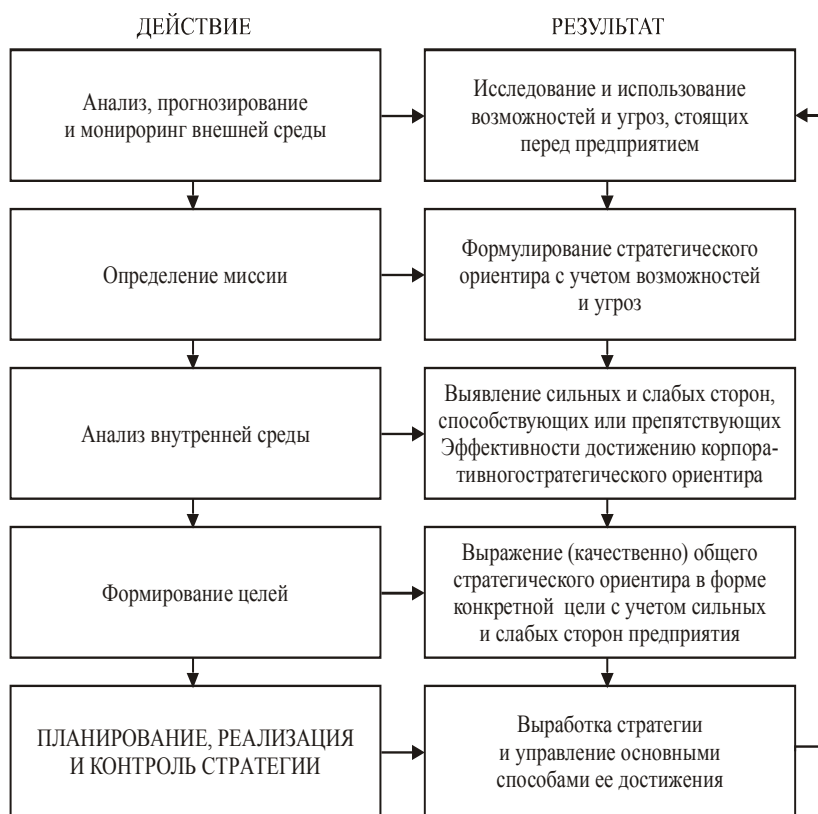 ДЕЙСТВИЕ
РЕЗУЛЬТАТ
Анализ, прогнозирование
и монироринг внешней среды
Исследование и использование
возможностей и угроз, стоящих
перед предприятием
Определение миссии
Формулирование стратегического
ориентира с учетом возможностей
и угроз
Анализ внутренней среды
Выявление сильных и слабых сторон,
способствующих или препятствующих
Эффективности достижению корпора-
тивногостратегического ориентира
Формирование целей
Выражение (качественно) общего
стратегического ориентира в форме
конкретной цели с учетом сильных
и слабых сторон предприятия
ПЛАНИРОВАНИЕ, РЕАЛИЗАЦИЯ
И КОНТРОЛЬ СТРАТЕГИИ
Выработка стратегии
и управление основными
способами ее достижения